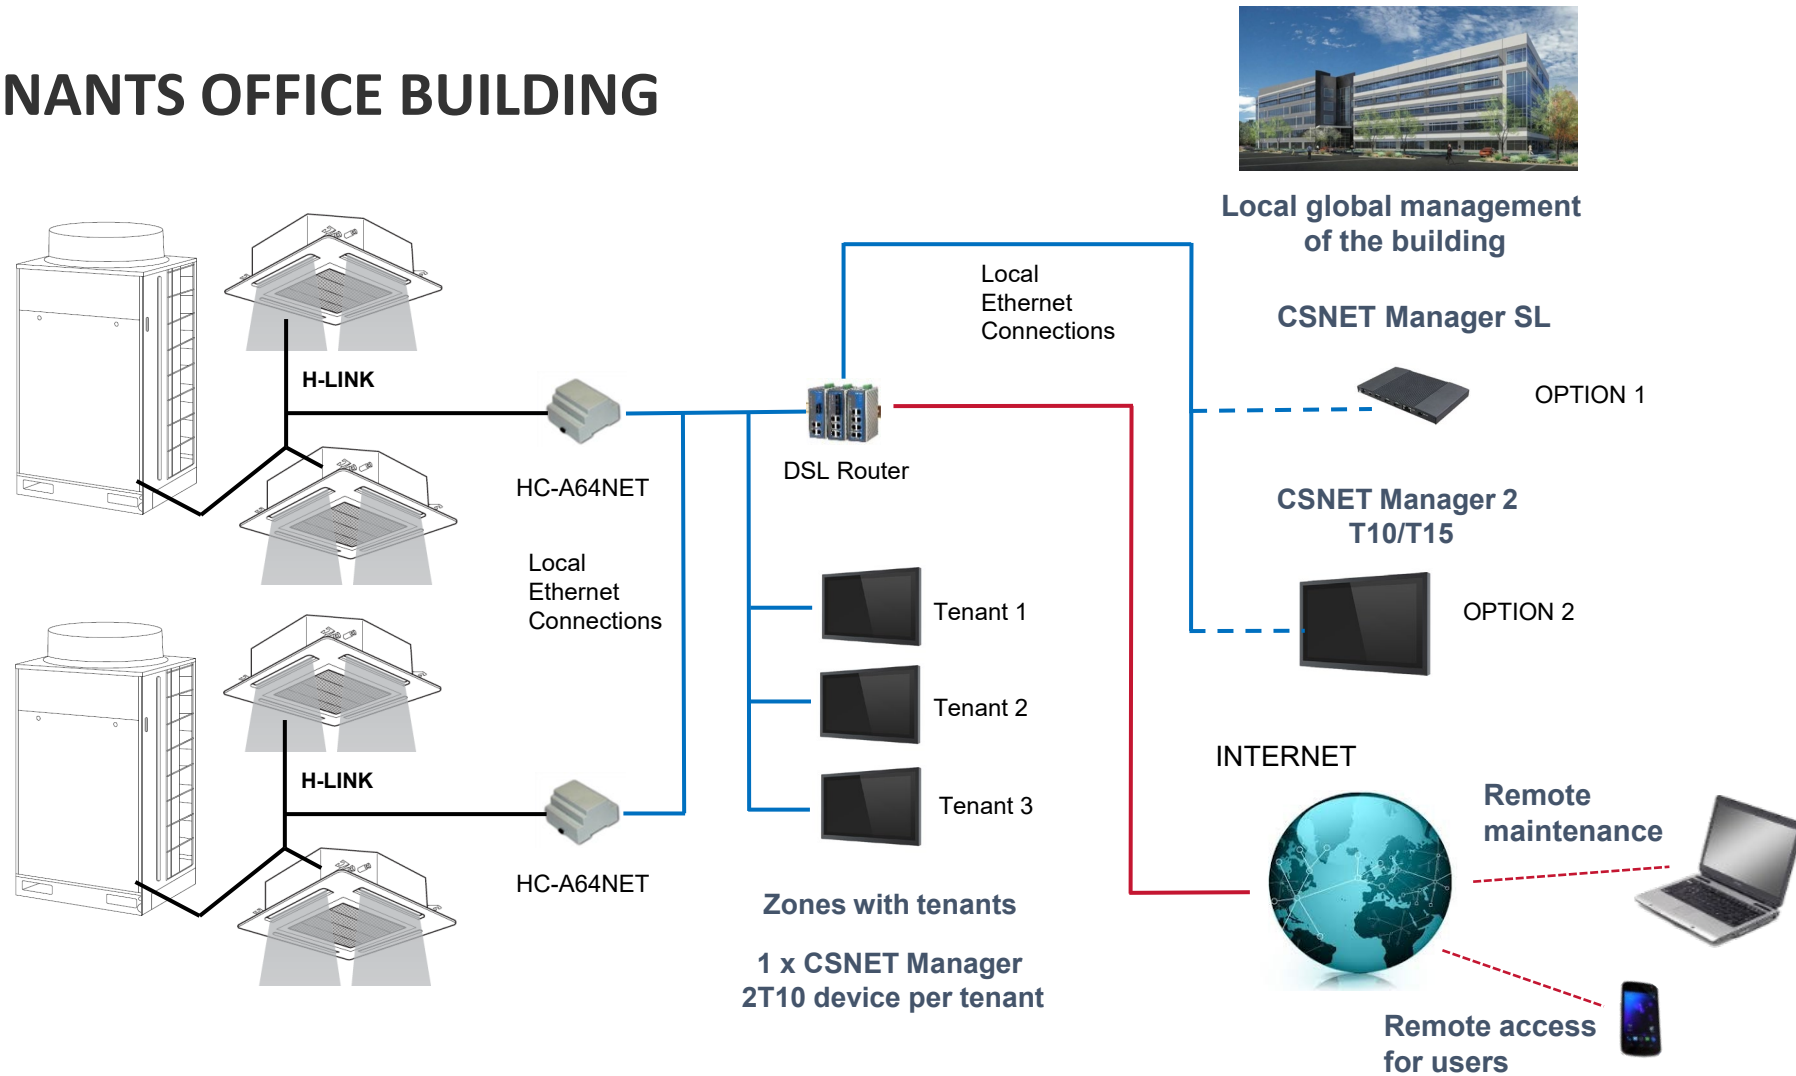 NANTS OFFICE BUILDING
Local global management
of the building
Local
Ethernet
Connections
CSNET Manager SL
OPTION 1
H-LINK
HC-A64NET
DSL Router
CSNET Manager 2
T10/T15
OPTION 2
Local
Ethernet
Connections
Tenant 1
Tenant 2
Tenant 3
H-LINK
HC-A64NET
Zones with tenants
1 x CSNET Manager
2T10 device per tenant
INTERNET
Remote
maintenance
Remote access
for users